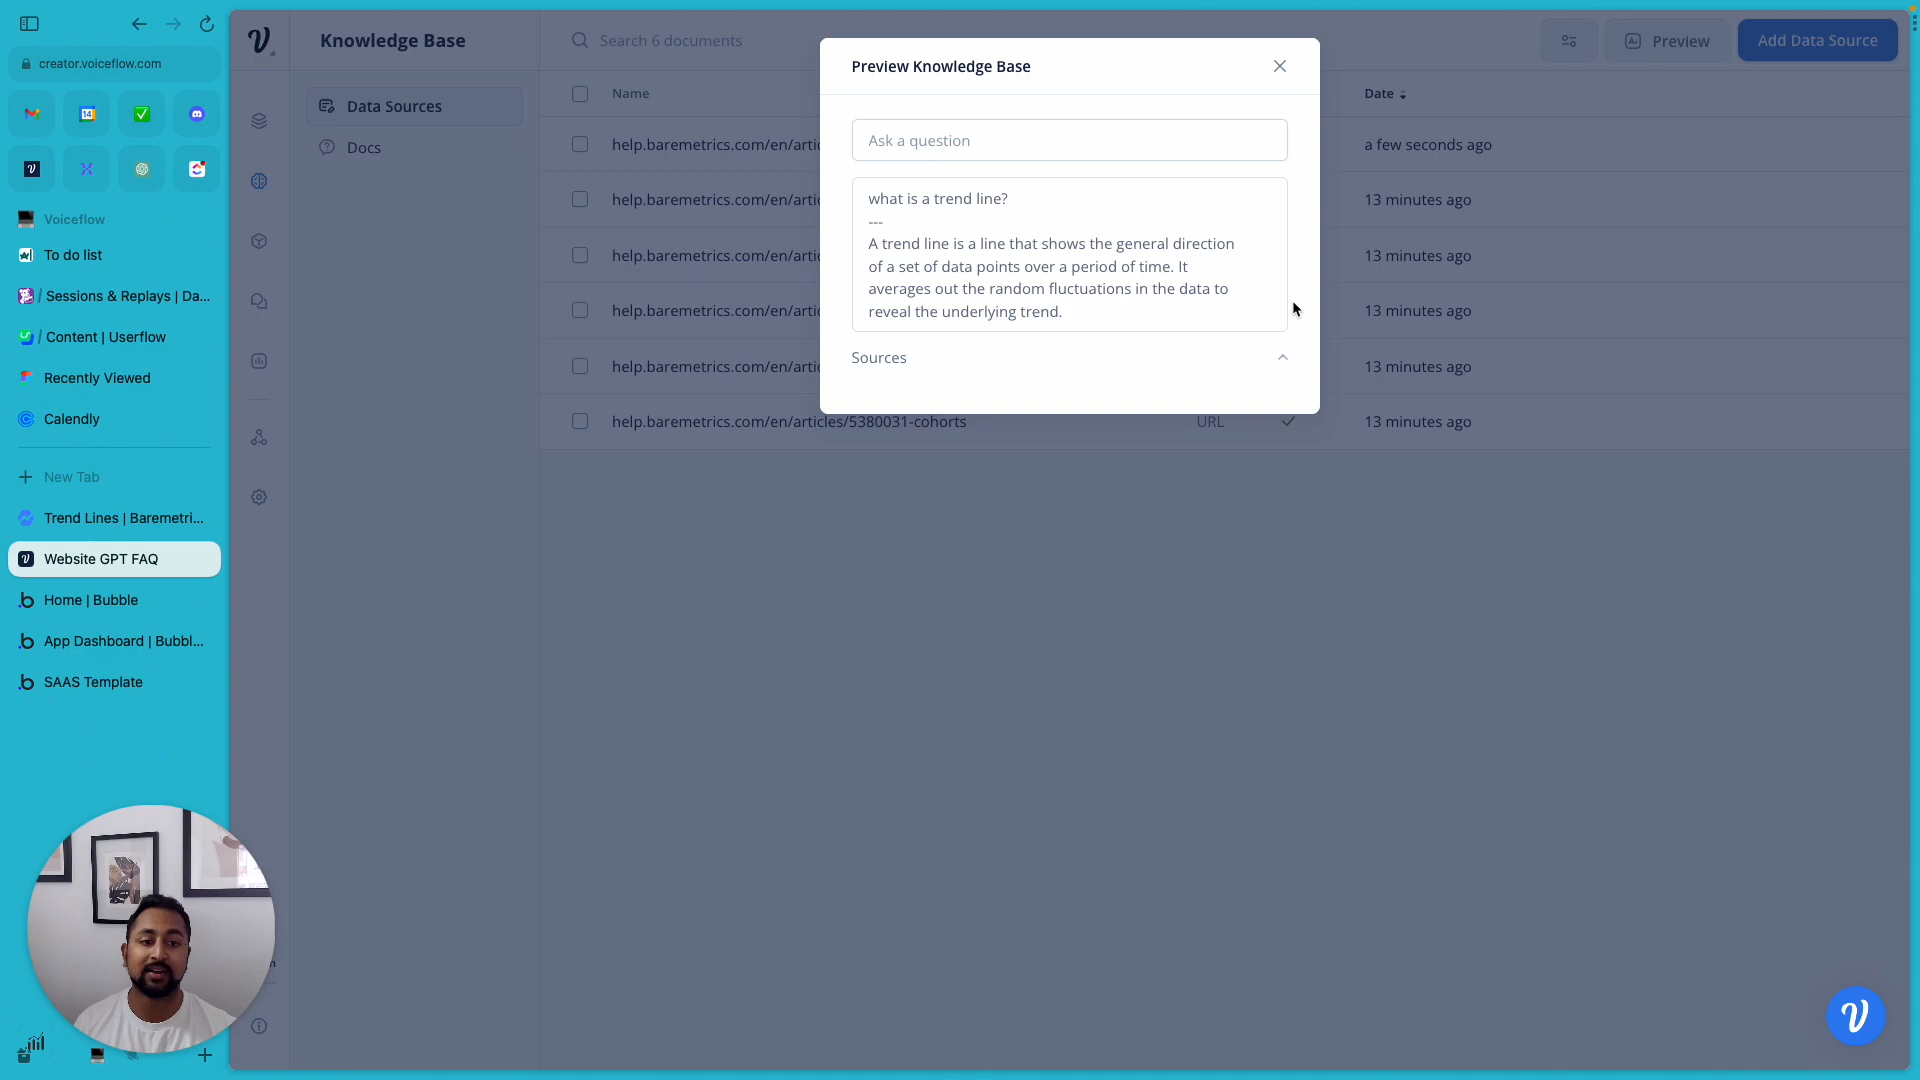 creator.voiceflow.com
14
Voiceflow
To do list
/ Sessions & Replays | Da...
/ Content | Userflow
Recently Viewed
Calendly
New Tab
Trend Lines | Baremetri...
Website GPT FAQ
Home | Bubble
App Dashboard | Bubbl...
SAAS Template
Knowledge Base
Data Sources
Docs
Search 6 documents
Preview
Add Data Source
Name
Date
help.baremetrics.com/en/artic
a few seconds ago
help.baremetrics.com/en/artic
13 minutes ago
help.baremetrics.com/en/artic
13 minutes ago
help.baremetrics.com/en/artic
13 minutes ago
help.baremetrics.com/en/artic
13 minutes ago
help.baremetrics.com/en/articles/5380031-cohorts
URL
13 minutes ago
Preview Knowledge Base
Ask a question
what is a trend line?
---
A trend line is a line that shows the general direction
of a set of data points over a period of time. It
averages out the random fluctuations in the data to
reveal the underlying trend.
Sources